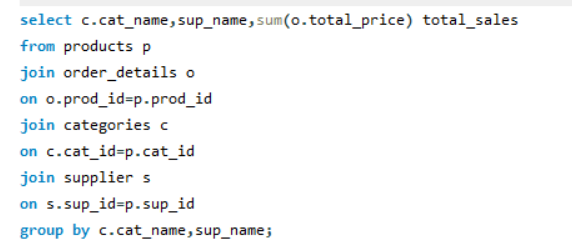 select c.cat_name,sup_name,sum(o.total_price) total_sales
from products p
join order_details o
on o.prod_id=p.prod_id
join categories c
on c.cat_id=p.cat_id
join supplier s
on s.sup_id=p.sup_id
group by c.cat_name,sup_name;